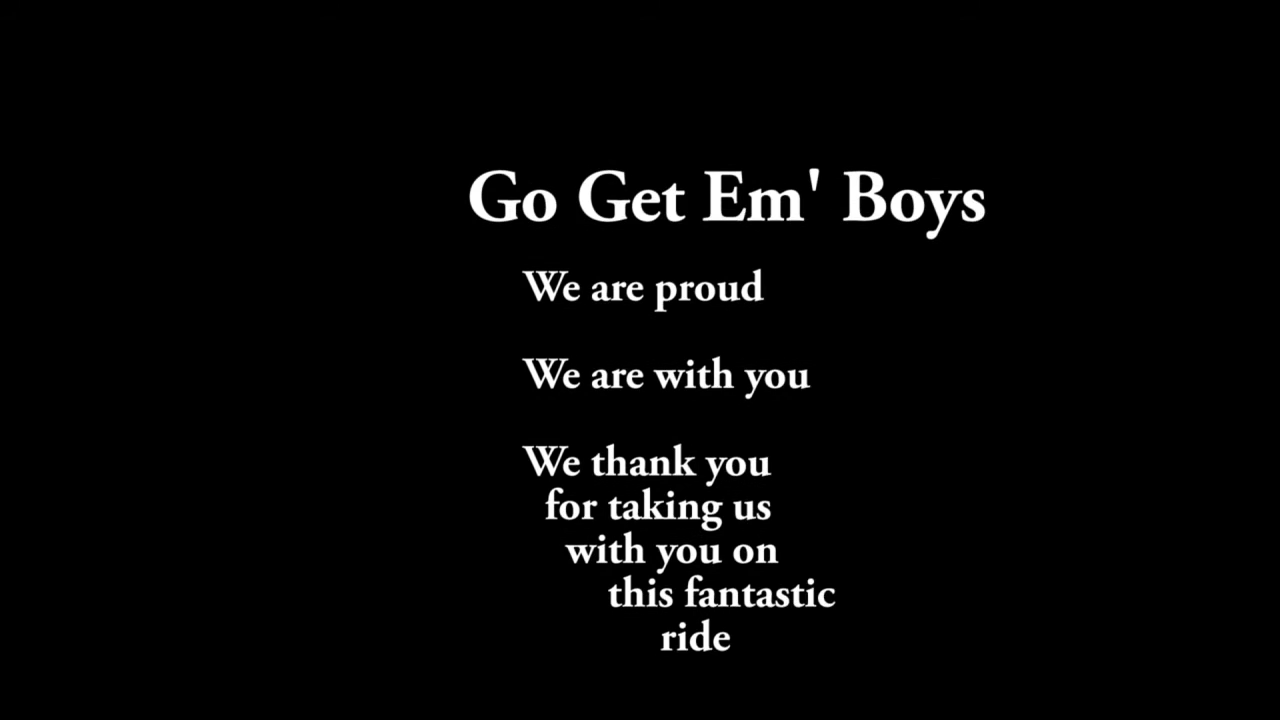 Go Get Em' Boys
We are proud
We are with you
We thank you
for taking us
with you on
this fantastic
ride